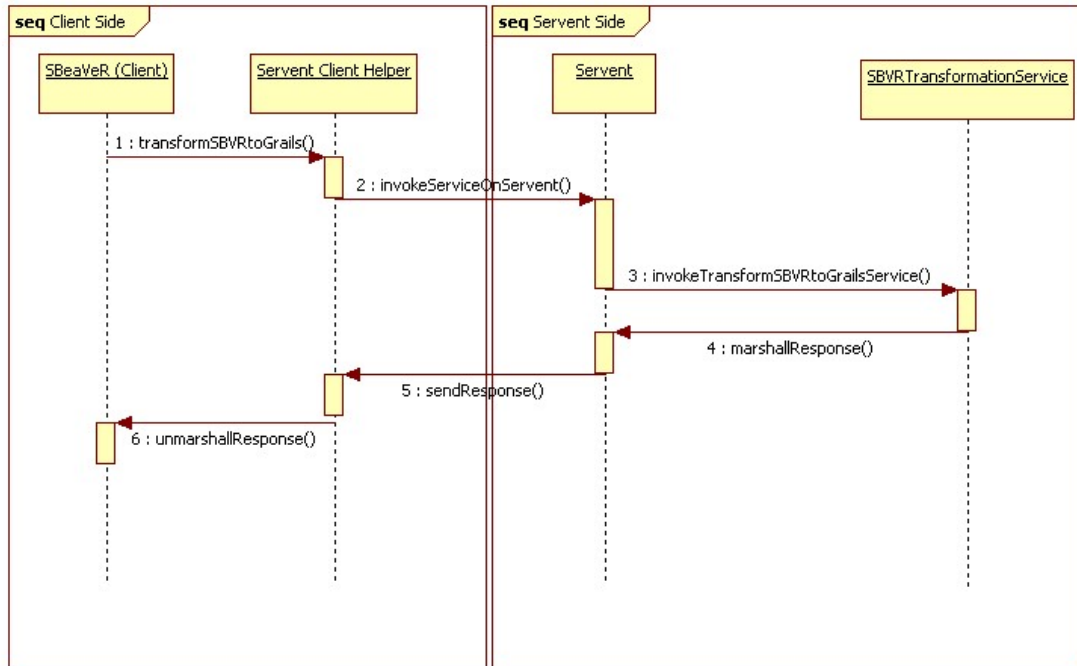 seq Client Side
seq Servent Side
SBeaVeR (Client)
Servent Client Helper
Servent
SBVRTransformationService
1 : transformSBVRtoGrails()
2 : invokeServiceOnServent()
3 : invokeTransformSBVRtoGrailsService()
4 : marshallResponse()
5 : sendResponse()
6 : unmarshallResponse()